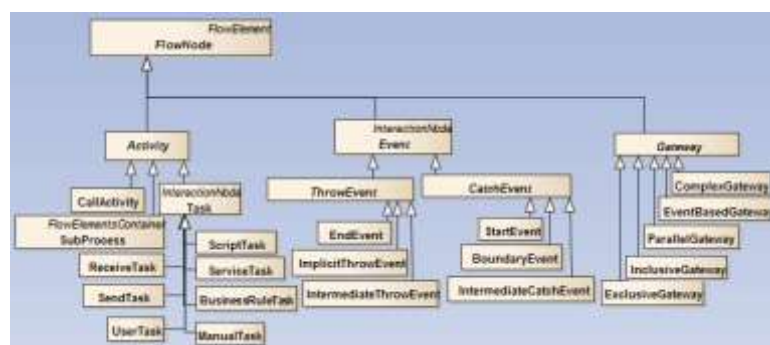 FlowElement
FlowNode
Activity
InteractionNode
Event
Gateway
CallActivity
InteractionNode
Task
FlowElementsContainer
SubProcess
ThrowEvent
CatchEvent
ComplexGateway
EventBasedGateway
ParallelGateway
InclusiveGateway
ExclusiveGateway
EndEvent
ImplicitThrowEvent
IntermediateThrowEvent
StartEvent
BoundaryEvent
IntermediateCatchEvent
ScriptTask
ReceiveTask
ServiceTask
SendTask
BusinessRuleTask
UserTask
ManualTask